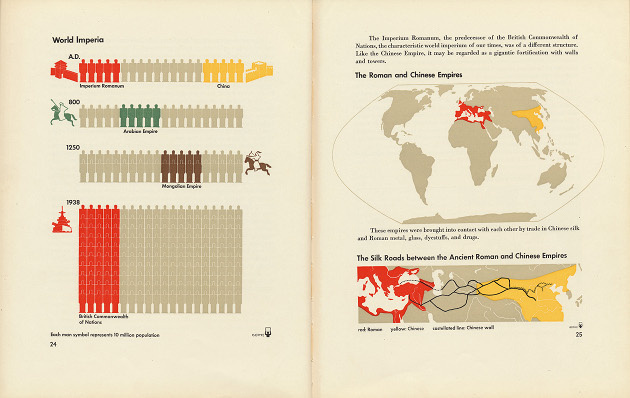 World Imperia
A.D.
Imperium Romanum
China
800
Arabian Empire
1250
Mongolian Empire
1938
British Commonwealth
of Nations
Each man symbol represents 10 million population
24
The Imperium Romanum, the predecessor of the British Commonwealth of
Nations, the characteristic world imperium of our times, was of a different structure.
Like the Chinese Empire, it may be regarded as a gigantic fortification with walls
and towers.
The Roman and Chinese Empires
These empires were brought into contact with each other by trade in Chinese silk
and Roman metal, glass, dyestuffs, and drugs.
The Silk Roads between the Ancient Roman and Chinese Empires
red: Roman yellow: Chinese castellated line: Chinese wall
25